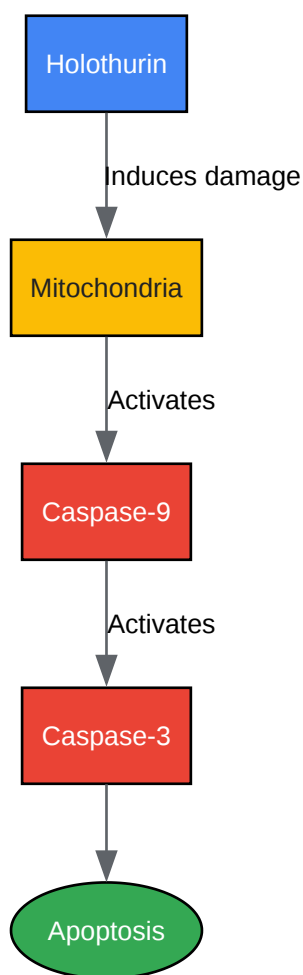 Holothurin
Induces damage
Mitochondria
Activates
Caspase-9
Activates
Caspase-3
Apoptosis